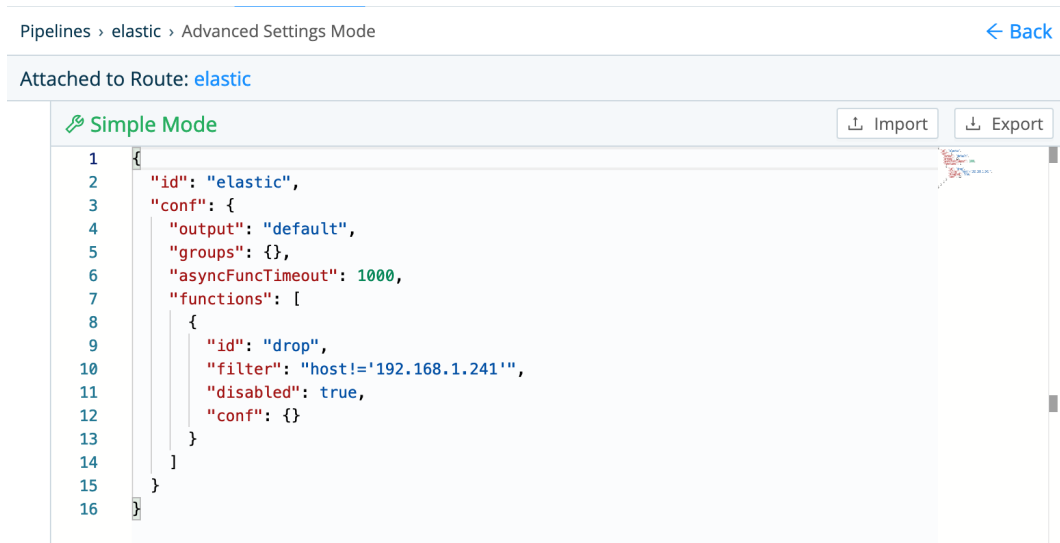 Pipelines › elastic › Advanced Settings Mode
← Back
Attached to Route: elastic
Simple Mode
Import
Export
1 {
2 "id": "elastic",
3 "conf": {
4 "output": "default",
5 "groups": {},
6 "asyncFuncTimeout": 1000,
7 "functions": [
8 {
9 "id": "drop",
10 "filter": "host!='192.168.1.241'",
11 "disabled": true,
12 "conf": {}
13 }
14 ]
15 }
16 }